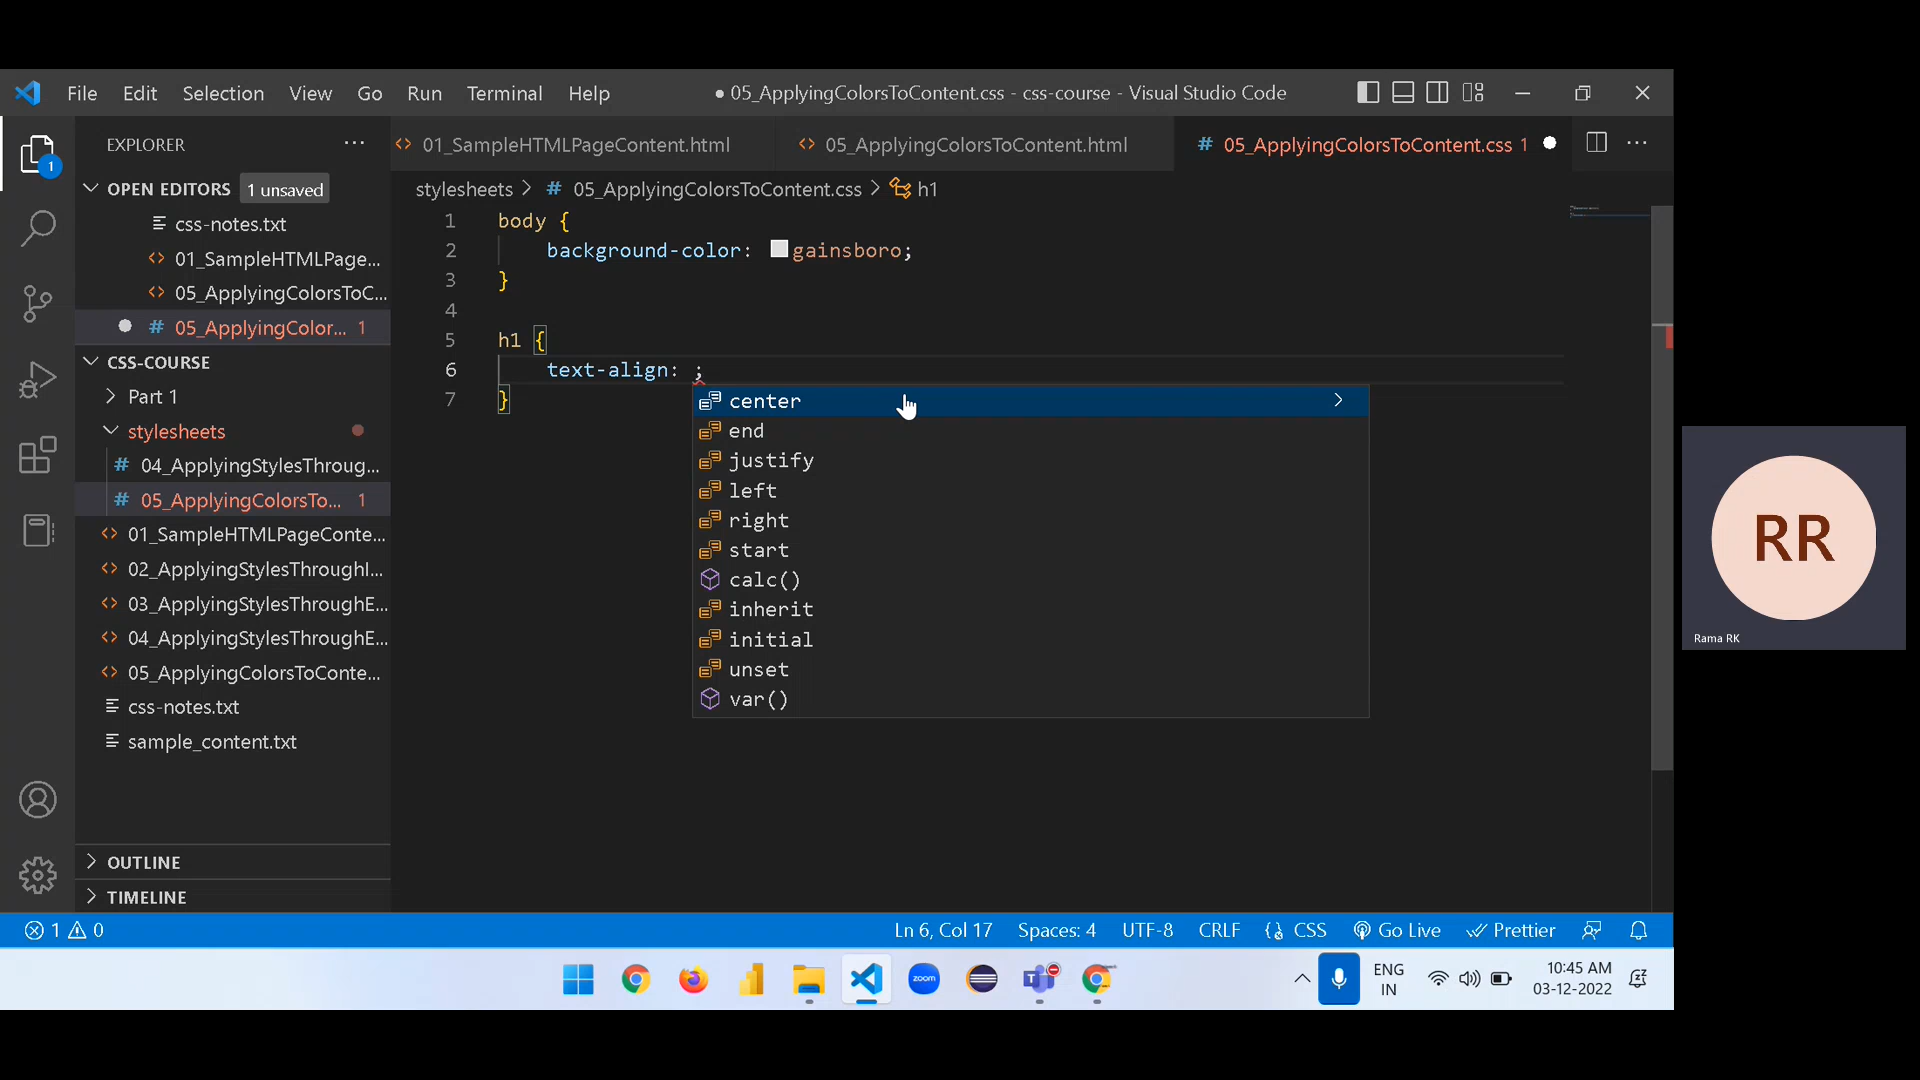 File Edit Selection View Go Run Terminal Help ● 05_ApplyingColorsToContent.css - css-course - Visual Studio Code
EXPLORER ···
01_SampleHTMLPageContent.html 05_ApplyingColorsToContent.html # 05_ApplyingColorsToContent.css 1 ···
OPEN EDITORS 1 unsaved
css-notes.txt
01_SampleHTMLPage...
05_ApplyingColorsToC...
# 05_ApplyingColor... 1
CSS-COURSE
Part 1
stylesheets
# 04_ApplyingStylesThroug...
# 05_ApplyingColorsTo... 1
01_SampleHTMLPageConte...
02_ApplyingStylesThroughI...
03_ApplyingStylesThroughE...
04_ApplyingStylesThroughE...
05_ApplyingColorsToConte...
css-notes.txt
sample_content.txt
OUTLINE
TIMELINE
stylesheets > # 05_ApplyingColorsToContent.css > h1
1 body {
2 background-color: gainsboro;
3 }
4
5 h1 {
6 text-align: ;
7 }
center
end
justify
left
right
start
calc()
inherit
initial
unset
var()
RR
Rama RK
1 0 Ln 6, Col 17 Spaces: 4 UTF-8 CRLF {} CSS Go Live Prettier
zoom
ENG
IN
10:45 AM
03-12-2022